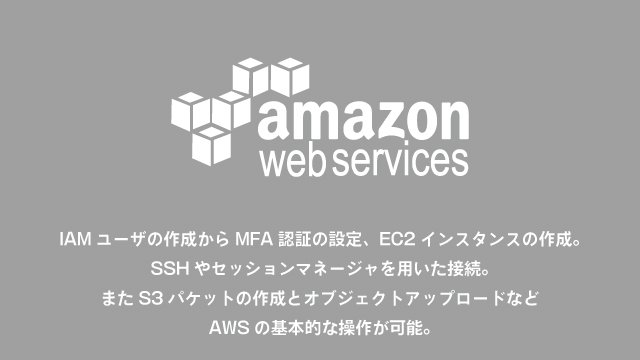 amazon
web services
IAM ユーザの作成から MFA 認証の設定、EC2 インスタンスの作成。
SSH やセッションマネージャを用いた接続。
また S3 バケットの作成とオブジェクトアップロードなど
AWS の基本的な操作が可能。